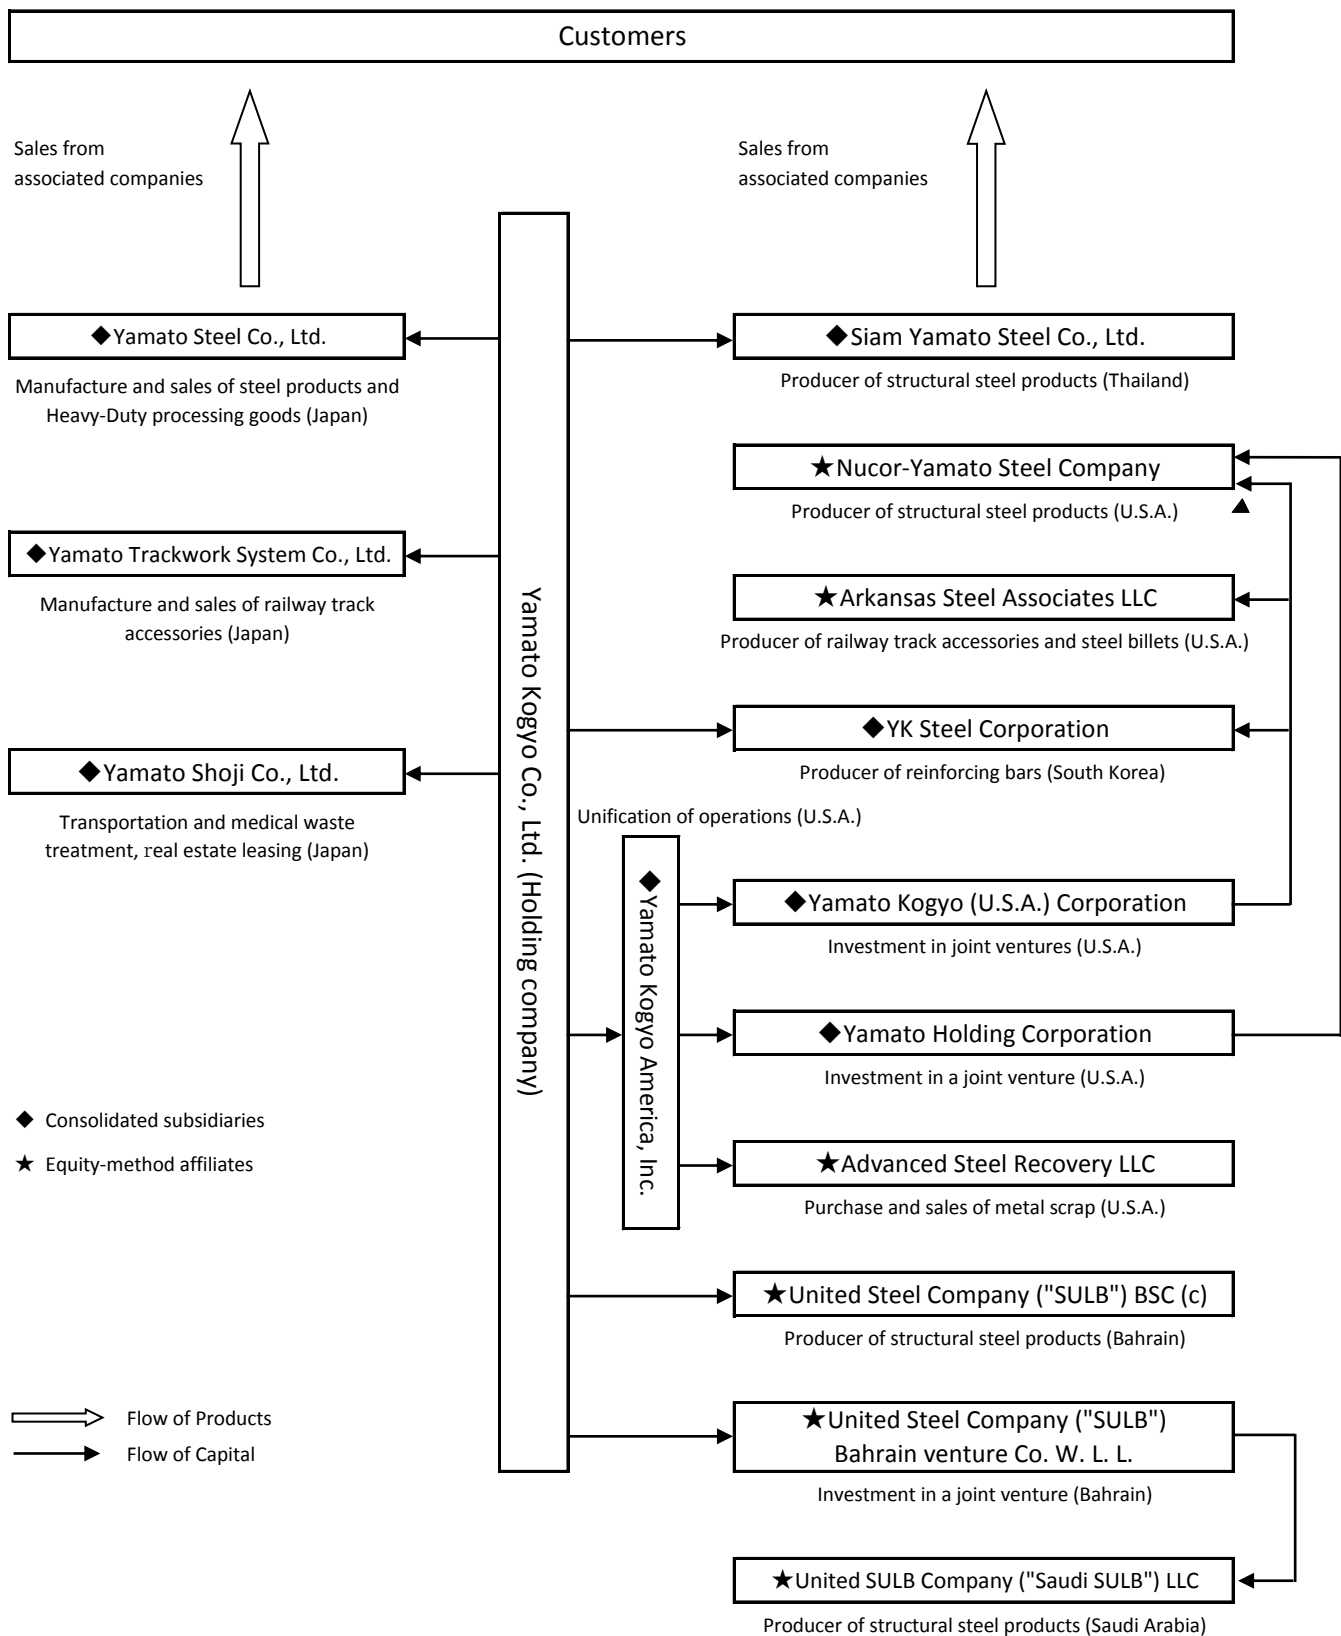 Customers
Sales from
associated companies
Sales from
associated companies
◆Yamato Steel Co., Ltd.
Manufacture and sales of steel products and
Heavy-Duty processing goods (Japan)
◆Yamato Trackwork System Co., Ltd.
Manufacture and sales of railway track
accessories (Japan)
◆Yamato Shoji Co., Ltd.
Transportation and medical waste
treatment, real estate leasing (Japan)
◆ Consolidated subsidiaries
★ Equity-method affiliates
Flow of Products
Flow of Capital
Yamato Kogyo Co., Ltd. (Holding company)
◆Siam Yamato Steel Co., Ltd.
Producer of structural steel products (Thailand)
★Nucor-Yamato Steel Company
Producer of structural steel products (U.S.A.)
★Arkansas Steel Associates LLC
Producer of railway track accessories and steel billets (U.S.A.)
◆YK Steel Corporation
Producer of reinforcing bars (South Korea)
Unification of operations (U.S.A.)
◆Yamato Kogyo America, Inc.
◆Yamato Kogyo (U.S.A.) Corporation
Investment in joint ventures (U.S.A.)
◆Yamato Holding Corporation
Investment in a joint venture (U.S.A.)
★Advanced Steel Recovery LLC
Purchase and sales of metal scrap (U.S.A.)
★United Steel Company ("SULB") BSC (c)
Producer of structural steel products (Bahrain)
★United Steel Company ("SULB")
Bahrain venture Co. W. L. L.
Investment in a joint venture (Bahrain)
★United SULB Company ("Saudi SULB") LLC
Producer of structural steel products (Saudi Arabia)